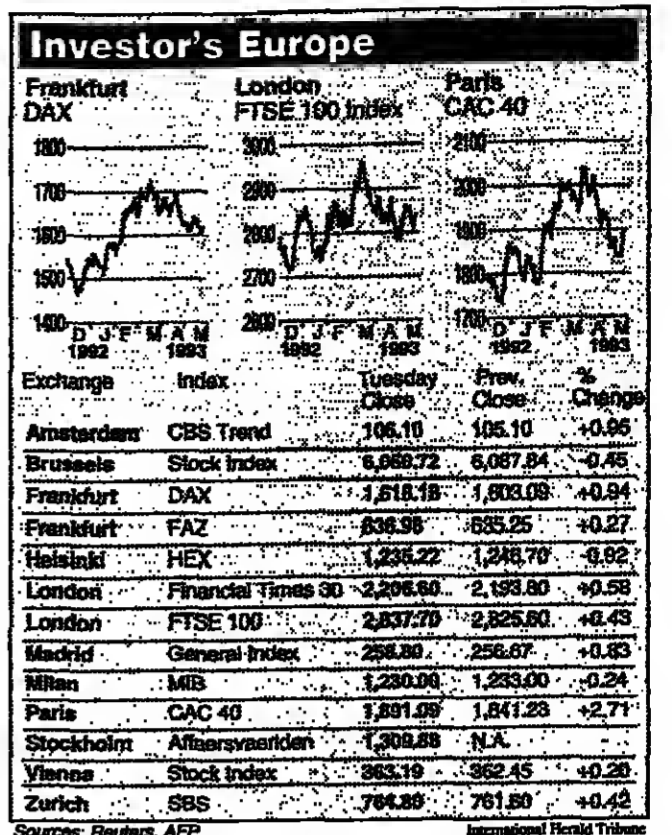 Investor's Europe
Frankfurt
DAX
London
FTSE 100 Index
Paris
CAC 40
1800
1700
1600
1500
1400
D J F M A M
1992 1993
3000
2900
2800
2700
2600
D J F M A M
1992 1993
2100
2000
1900
1800
1700
D J F M A M
1992 1993
Exchange Index Tuesday Close Prev. Close % Change
Amsterdam CBS Trend 106.10 105.10 +0.95
Brussels Stock Index 6,060.72 6,087.84 -0.45
Frankfurt DAX 1,618.18 1,603.09 +0.94
Frankfurt FAZ 636.98 635.25 +0.27
Helsinki HEX 1,235.22 1,246.70 -0.92
London Financial Times 30 2,206.60 2,193.80 +0.58
London FTSE 100 2,837.70 2,825.60 +0.43
Madrid General Index 258.80 256.67 +0.83
Milan MIB 1,230.00 1,233.00 -0.24
Paris CAC 40 1,891.09 1,841.23 +2.71
Stockholm Affaersvaerlden N.A. -
Vienna Stock Index 363.19 362.45 +0.20
Zurich SBS 764.80 761.60 +0.42
Sources: Reuters, AFP
International Herald Tribune